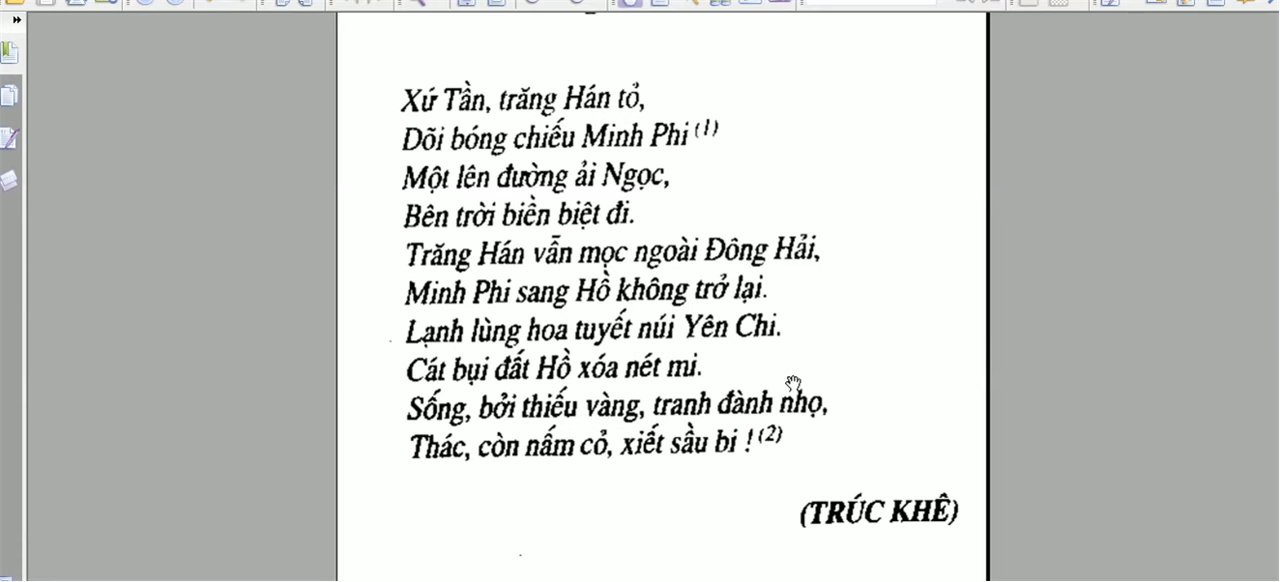 Xứ Tần, trăng Hán tỏ,
Dõi bóng chiếu Minh Phi (1)
Một lên đường ải Ngọc,
Bên trời biền biệt đi.
Trăng Hán vẫn mọc ngoài Đông Hải,
Minh Phi sang Hồ không trở lại.
Lạnh lùng hoa tuyết núi Yên Chi.
Cát bụi đất Hồ xóa nét mi.
Sống, bởi thiếu vàng, tranh đành nhọ,
Thác, còn nấm cỏ, xiết sầu bi ! (2)
(TRÚC KHÊ)